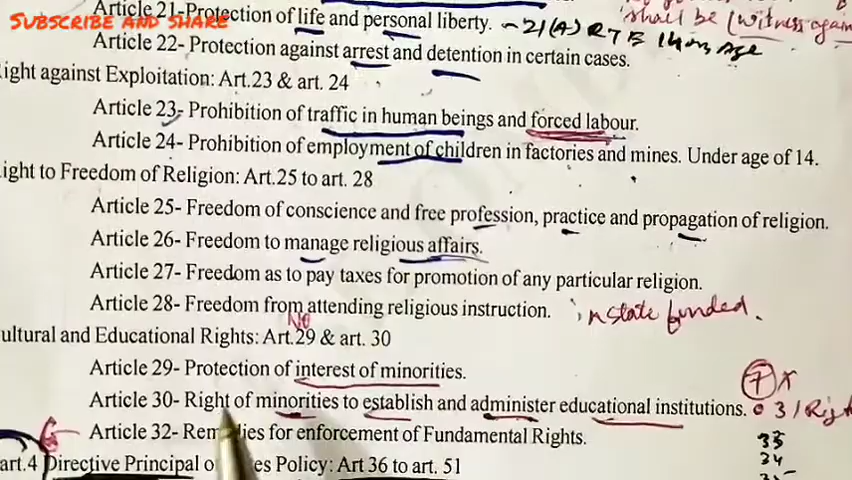 SUBSCRIBE AND SHARE
Article 21-Protection of life and personal liberty. ~21(A) RTE 14 yrs Age
shall be (witness again
Article 22- Protection against arrest and detention in certain cases.
ight against Exploitation: Art.23 & art. 24
Article 23- Prohibition of traffic in human beings and forced labour.
Article 24- Prohibition of employment of children in factories and mines. Under age of 14.
ight to Freedom of Religion: Art.25 to art. 28
Article 25- Freedom of conscience and free profession, practice and propagation of religion.
Article 26- Freedom to manage religious affairs.
Article 27- Freedom as to pay taxes for promotion of any particular religion.
Article 28- Freedom from attending religious instruction. in state funded.
NO
ultural and Educational Rights: Art.29 & art. 30
Article 29- Protection of interest of minorities.
7 x
Article 30- Right of minorities to establish and administer educational institutions. 31 Righ
Article 32- Remedies for enforcement of Fundamental Rights.
33
34
art.4 Directive Principal o es Policy: Art 36 to art. 51